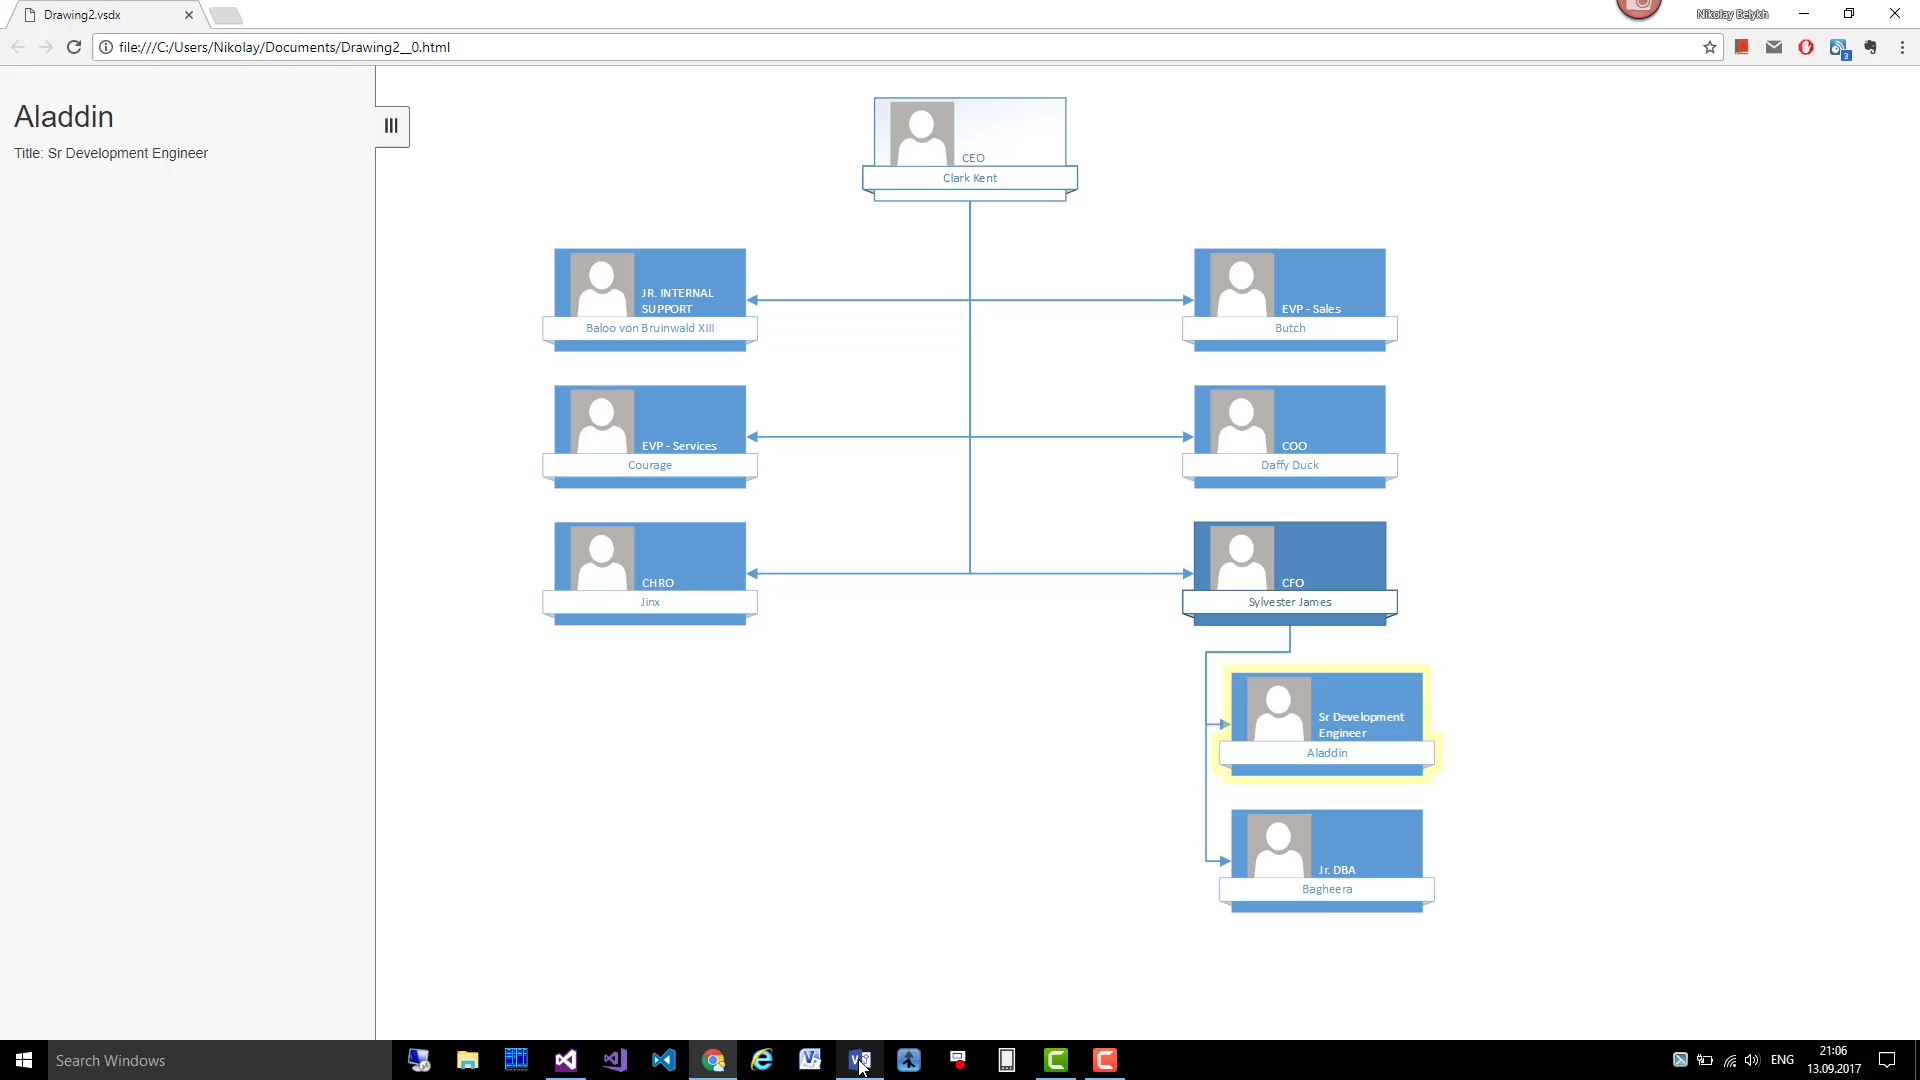 Drawing2.vsdx
Nikolay Belykh
file:///C:/Users/Nikolay/Documents/Drawing2__0.html
3
Aladdin
Title: Sr Development Engineer
CEO
Clark Kent
JR. INTERNAL
SUPPORT
Baloo von Bruinwald XIII
EVP - Sales
Butch
EVP - Services
Courage
COO
Daffy Duck
CHRO
Jinx
CFO
Sylvester James
Sr Development
Engineer
Aladdin
Jr. DBA
Bagheera
Search Windows
ENG
21:06
13.09.2017